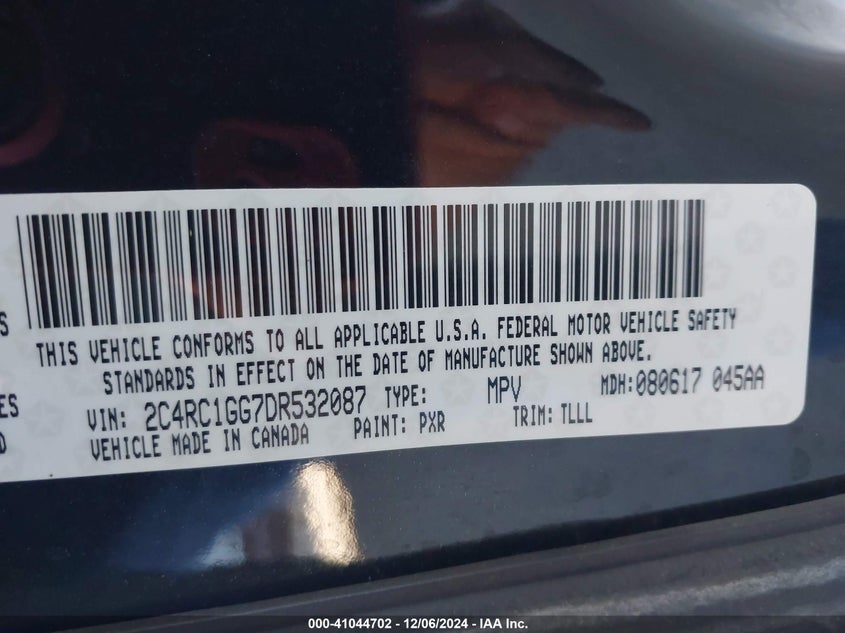 S
THIS VEHICLE CONFORMS TO ALL APPLICABLE U.S.A. FEDERAL MOTOR VEHICLE SAFETY
STANDARDS IN EFFECT ON THE DATE OF MANUFACTURE SHOWN ABOVE.
ES
VIN: 2C4RC1GG7DR532087 TYPE: MPV MDH: 080617 045AA
D
VEHICLE MADE IN CANADA PAINT: PXR TRIM: TLLL
000-41044702 - 12/06/2024 - IAA Inc.